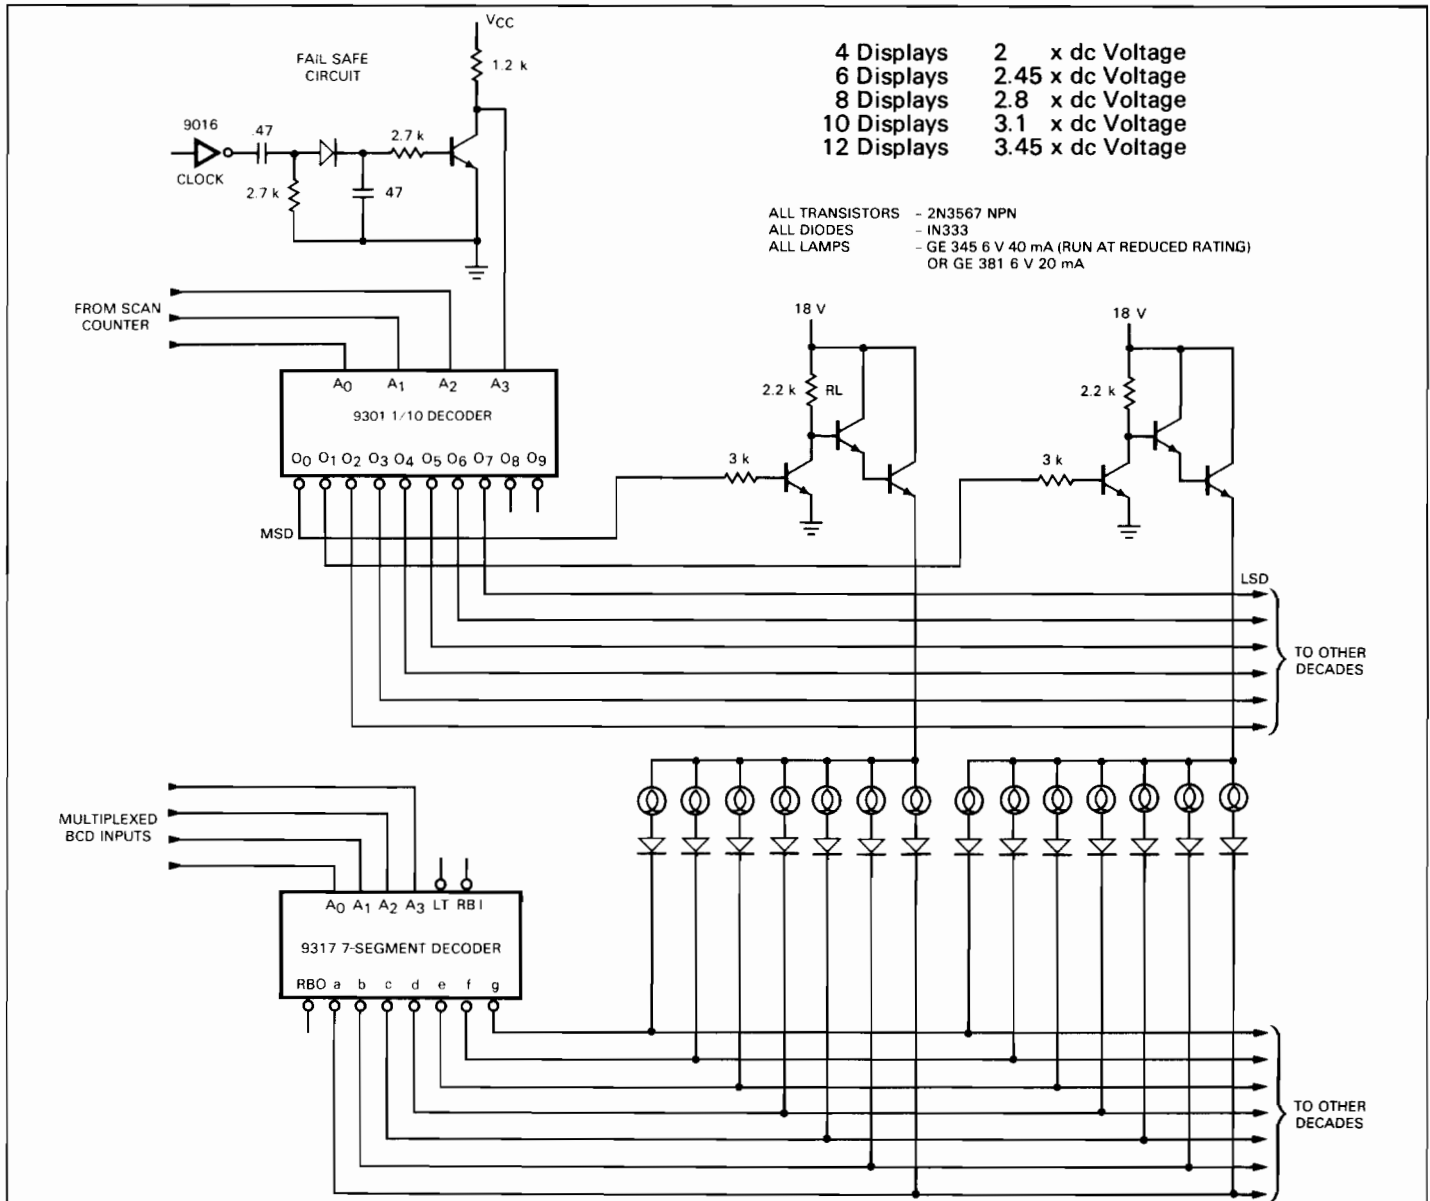 VCC
1.2 k
FAIL SAFE
CIRCUIT
9016
.47
2.7 k
CLOCK
2.7 k
47
4 Displays 2 x dc Voltage
6 Displays 2.45 x dc Voltage
8 Displays 2.8 x dc Voltage
10 Displays 3.1 x dc Voltage
12 Displays 3.45 x dc Voltage
ALL TRANSISTORS – 2N3567 NPN
ALL DIODES – IN333
ALL LAMPS – GE 345 6 V 40 mA (RUN AT REDUCED RATING)
OR GE 381 6 V 20 mA
FROM SCAN
COUNTER
A0 A1 A2 A3
9301 1/10 DECODER
O0 O1 O2 O3 O4 O5 O6 O7 O8 O9
MSD
18 V
2.2 k RL
3 k
18 V
2.2 k
3 k
LSD
TO OTHER
DECADES
MULTIPLEXED
BCD INPUTS
A0 A1 A2 A3 LT RB I
9317 7-SEGMENT DECODER
RBO a b c d e f g
TO OTHER
DECADES